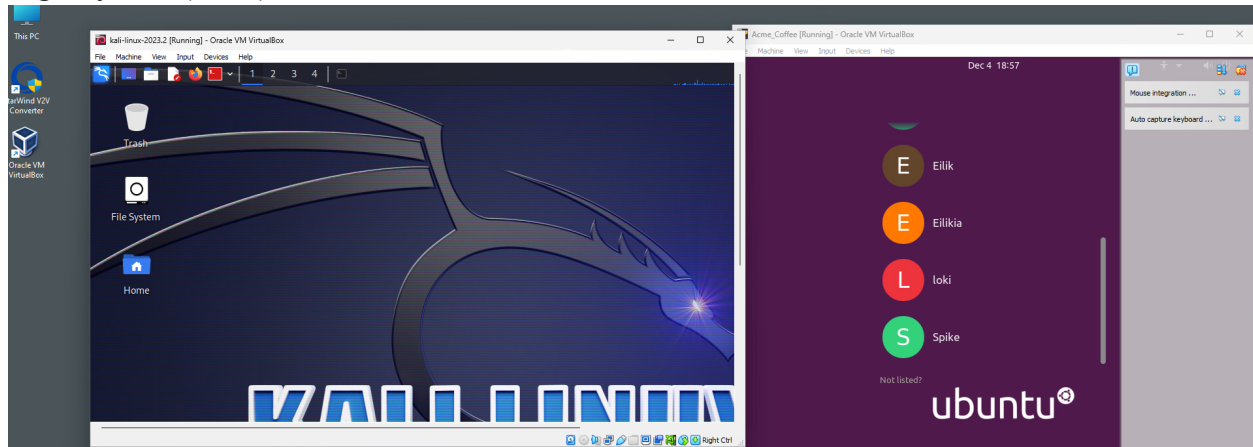 This PC
StarWind V2V
Converter
Oracle VM
VirtualBox
kali-linux-2023.2 [Running] - Oracle VM VirtualBox
File Machine View Input Devices Help
1 2 3 4
Trash
File System
Home
KALI LINUX
Right Ctrl
Acme_Coffee [Running] - Oracle VM VirtualBox
Machine View Input Devices Help
Dec 4 18:57
E Eilik
E Eilikia
L loki
S Spike
Not listed?
ubuntu
Mouse integration ...
Auto capture keyboard ...